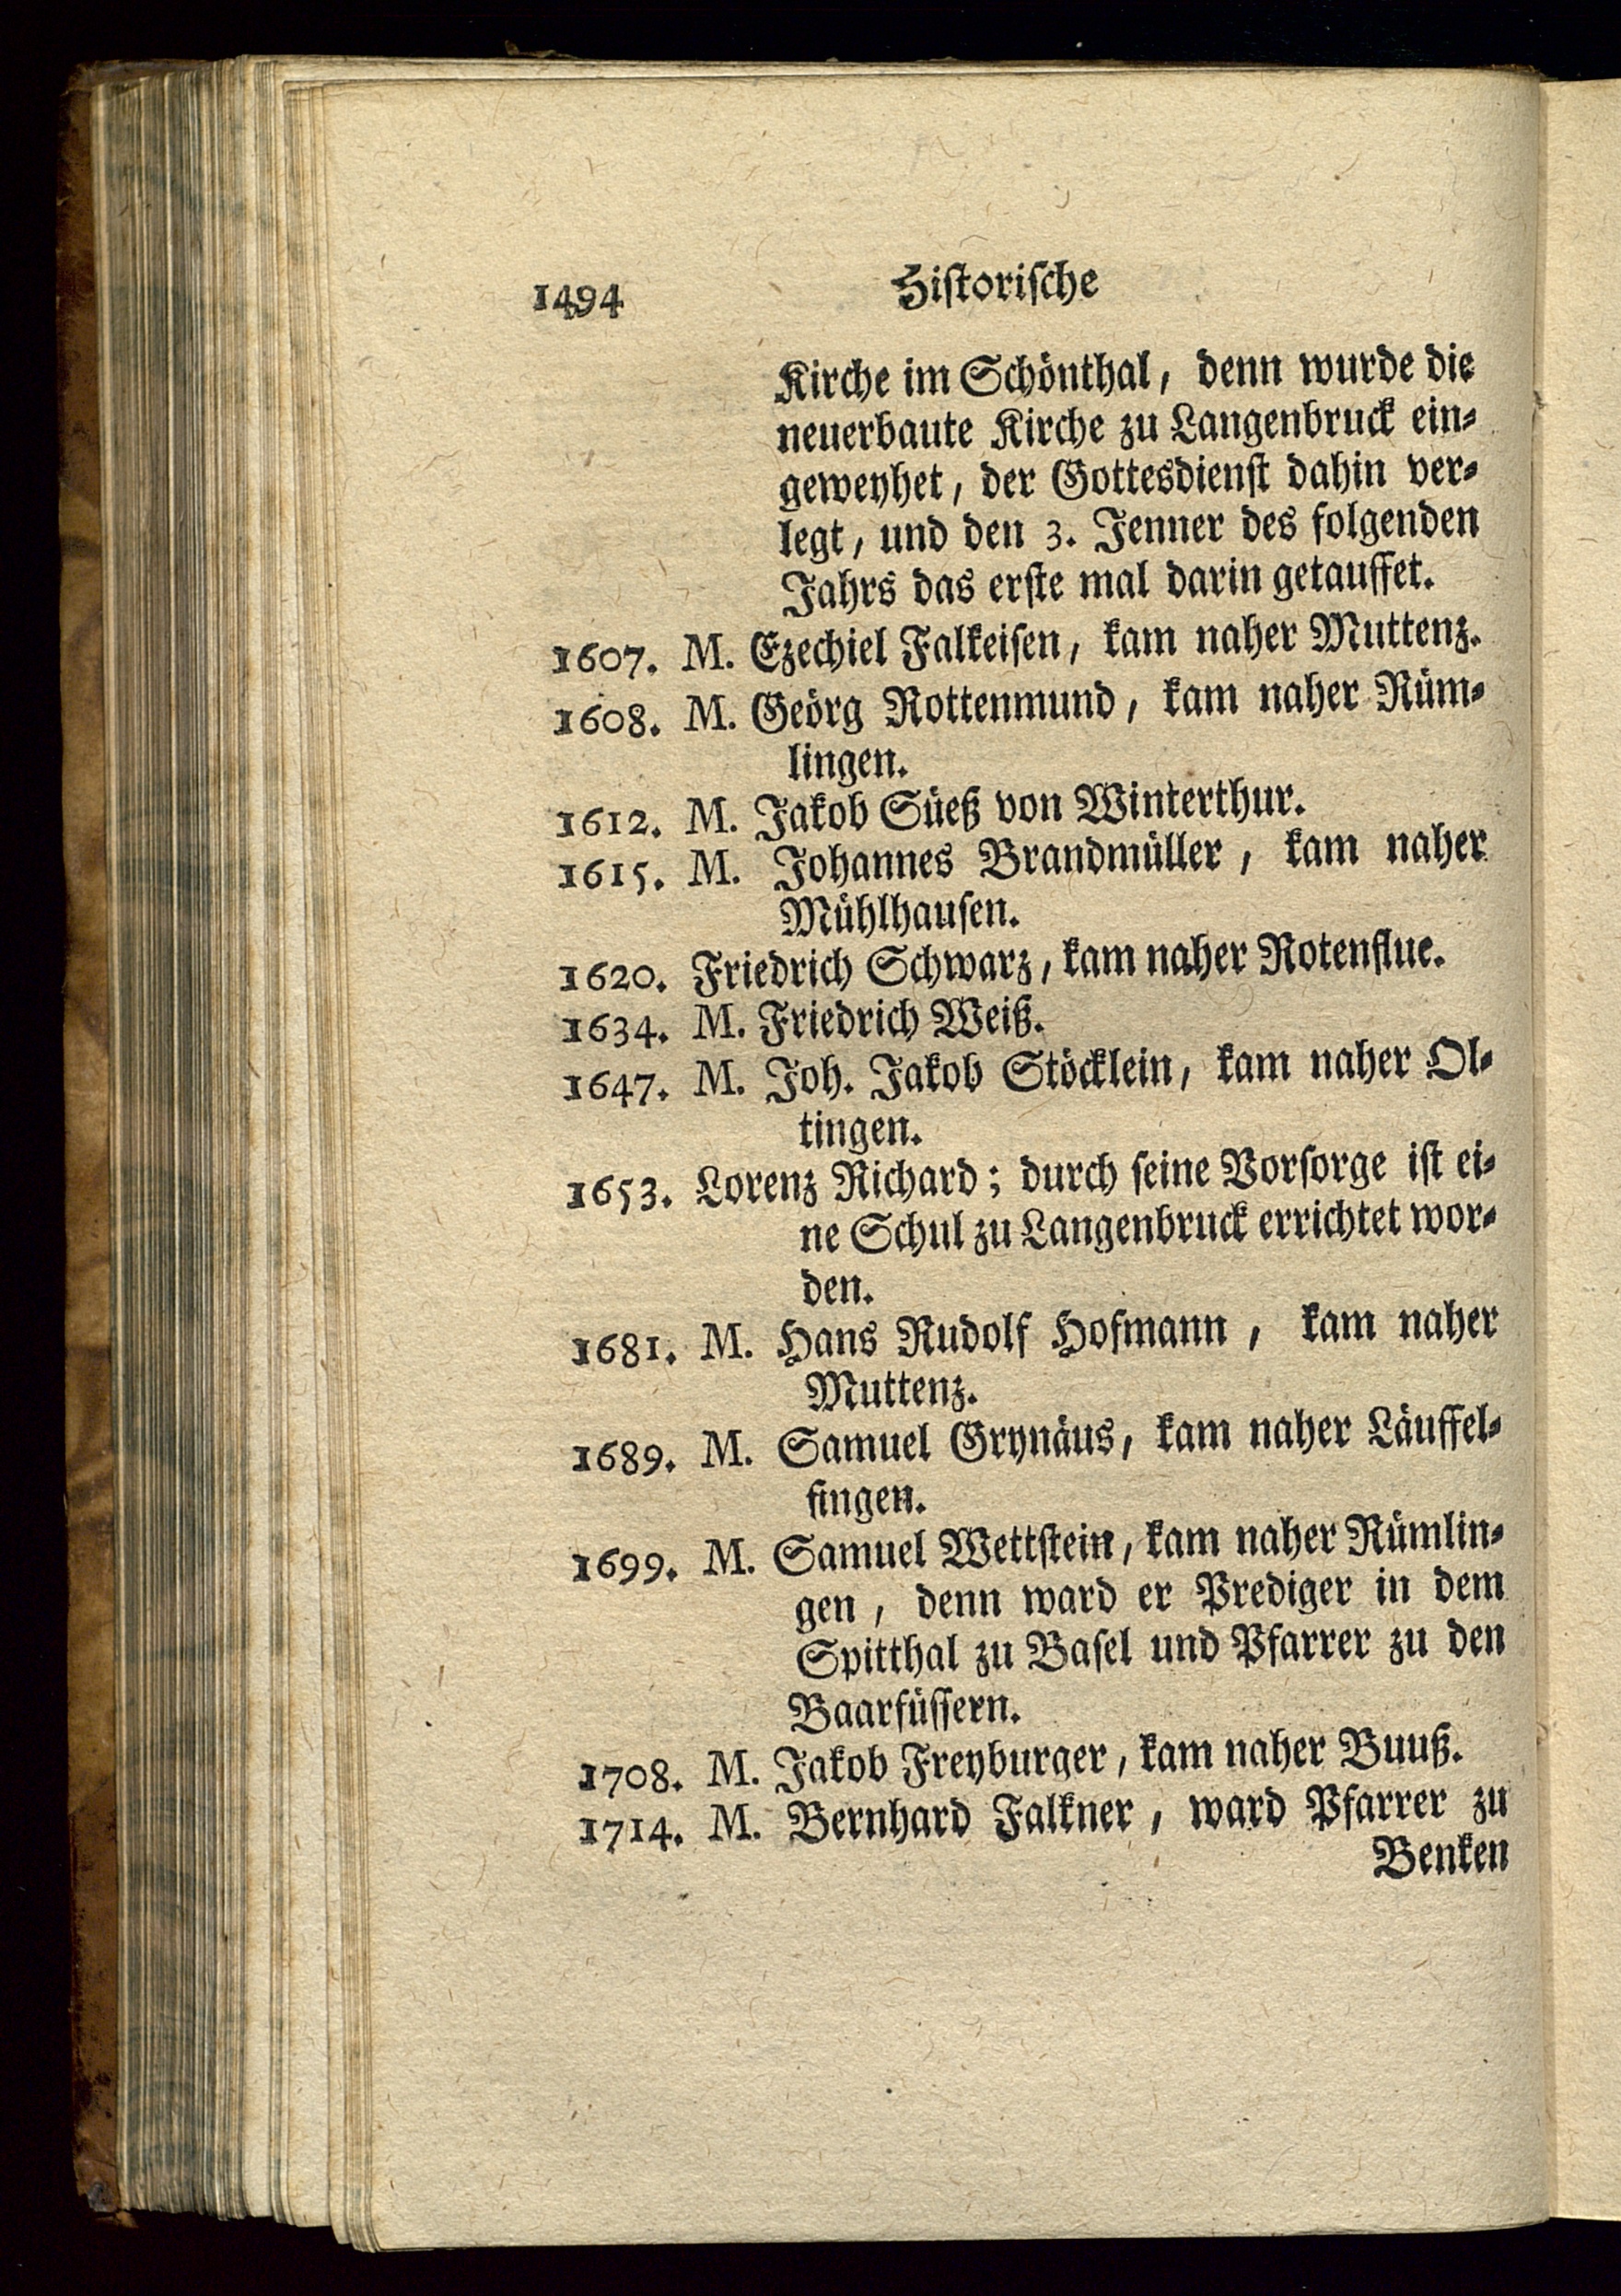 1494 Historische
Kirche im Schönthal, denn wurde die
neuerbaute Kirche zu Langenbruck ein-
geweyhet, der Gottesdienst dahin ver-
legt, und den 3. Jenner des folgenden
Jahrs das erste mal darin getauffet.
1607. M. Ezechiel Falkeisen, kam naher Muttenz.
1608. M. Geörg Rottenmund, kam naher Rüm-
lingen.
1612. M. Jakob Süeß von Winterthur.
1615. M. Johannes Brandmüller, kam naher
Mühlhausen.
1620. Friedrich Schwarz, kam naher Rotenflue.
1634. M. Friedrich Weiß.
1647. M. Joh. Jakob Stöcklein, kam naher Ol-
tingen.
1653. Lorenz Richard; durch seine Vorsorge ist ei-
ne Schul zu Langenbruck errichtet wor-
den.
1681. M. Hans Rudolf Hofmann, kam naher
Muttenz.
1689. M. Samuel Grynäus, kam naher Läuffel-
fingen.
1699. M. Samuel Wettstein, kam naher Rümlin-
gen, denn ward er Prediger in dem
Spitthal zu Basel und Pfarrer zu den
Baarfüssern.
1708. M. Jakob Freyburger, kam naher Buuß.
1714. M. Bernhard Falkner, ward Pfarrer zu
Benken